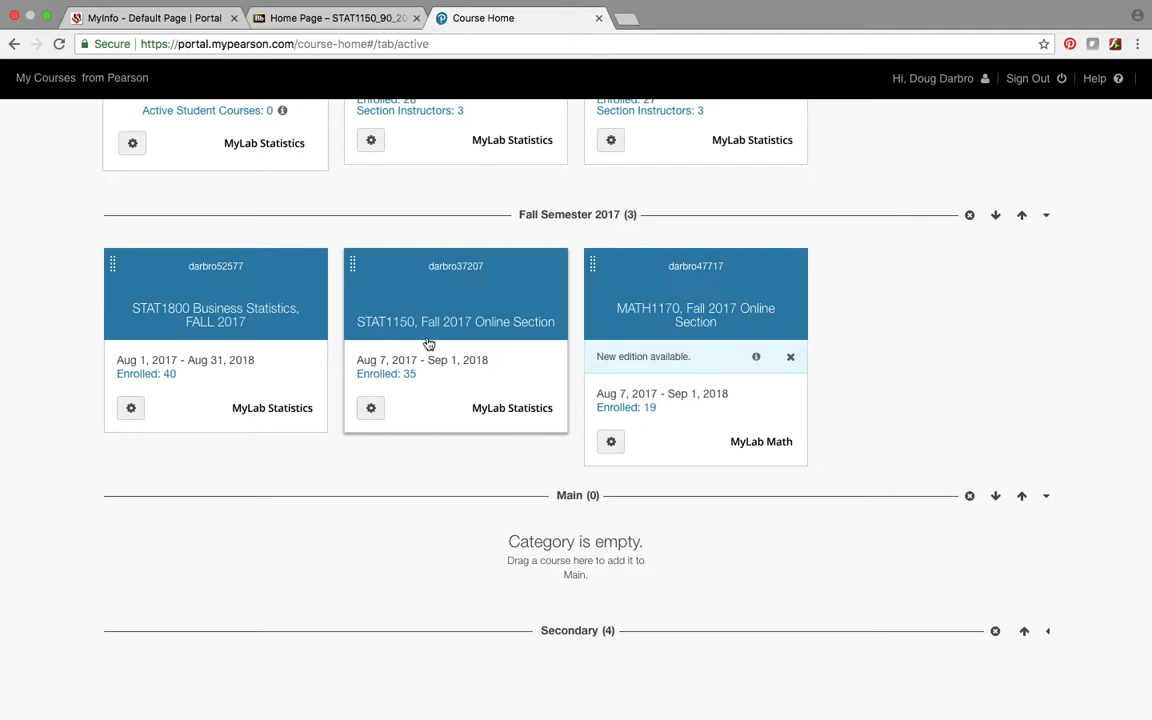 MyInfo - Default Page | Portal
Home Page – STAT1150_90_20
Course Home
Secure
https://portal.mypearson.com/course-home#/tab/active
My Courses from Pearson
Hi, Doug Darbro
Sign Out
Help
Enrolled: 28
Enrolled: 27
Active Student Courses: 0
Section Instructors: 3
Section Instructors: 3
MyLab Statistics
MyLab Statistics
MyLab Statistics
Fall Semester 2017 (3)
darbro52577
STAT1800 Business Statistics,
FALL 2017
Aug 1, 2017 - Aug 31, 2018
Enrolled: 40
MyLab Statistics
darbro37207
STAT1150, Fall 2017 Online Section
Aug 7, 2017 - Sep 1, 2018
Enrolled: 35
MyLab Statistics
darbro47717
MATH1170, Fall 2017 Online
Section
New edition available.
Aug 7, 2017 - Sep 1, 2018
Enrolled: 19
MyLab Math
Main (0)
Category is empty.
Drag a course here to add it to
Main.
Secondary (4)